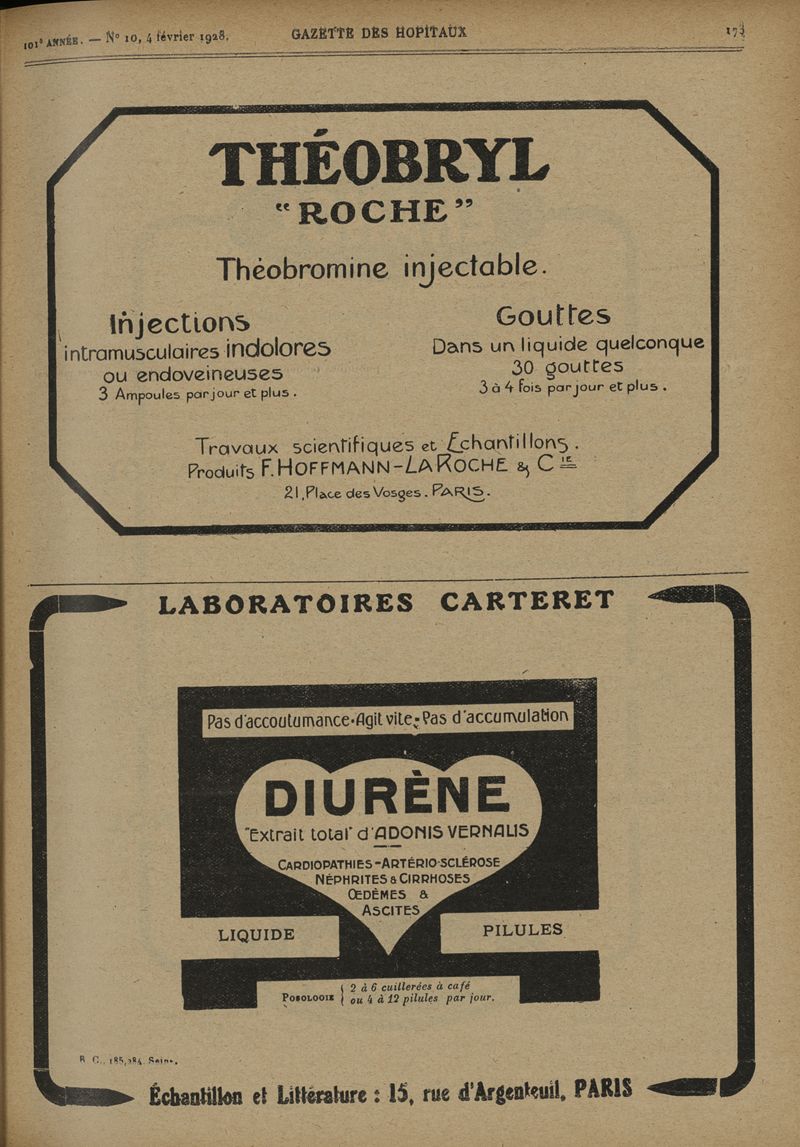 101e ANNÉE. — No 10, 4 février 1928. GAZETTE DES HOPITAUX
THÉOBRYL
“ROCHE”
Théobromine injectable.
Injections
intramusculaires indolores
ou endoveineuses
3 Ampoules par jour et plus.
Gouttes
Dans un liquide quelconque
30 gouttes
3 à 4 fois par jour et plus.
Travaux scientifiques et Échantillons.
Produits F. HOFFMANN-LA ROCHE & Cie
21, Place des Vosges. PARIS.
LABORATOIRES CARTERET
Pas d'accoutumance-Agit vite-Pas d'accumulation
DIURÈNE
"Extrait total" d'ADONIS VERNALIS
CARDIOPATHIES-ARTÉRIO-SCLÉROSE
NÉPHRITES & CIRRHOSES
ŒDÈMES &
ASCITES
LIQUIDE
PILULES
POSOLOGIE { 2 à 6 cuillerées à café
ou 4 à 12 pilules par jour.
R. C., 185,284. Seine.
Échantillon et Littérature : 15, rue d'Argenteuil, PARIS